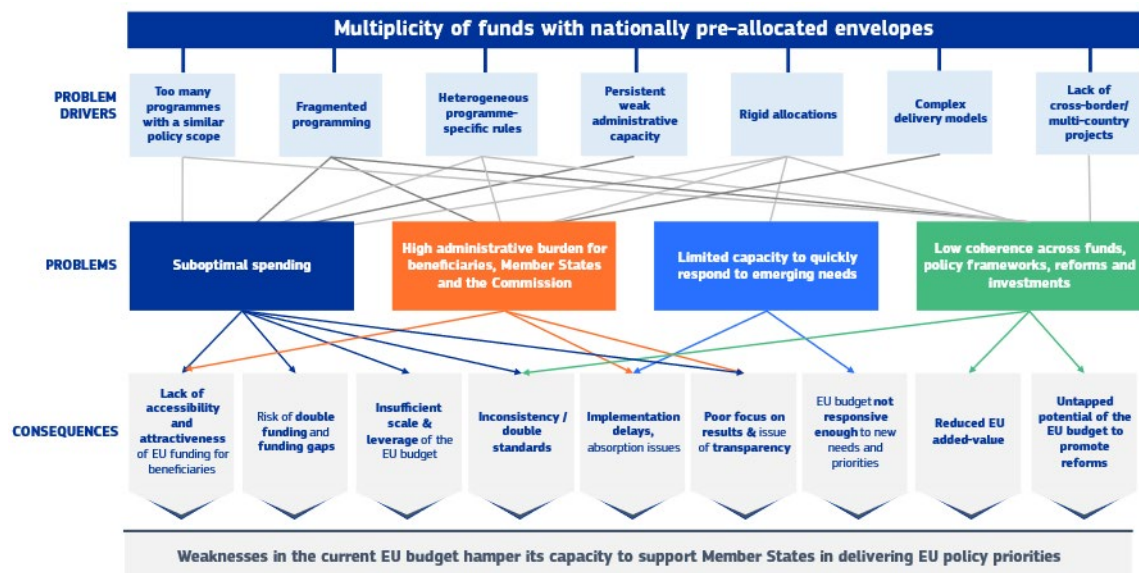 Multiplicity of funds with nationally pre-allocated envelopes
PROBLEM
DRIVERS
Too many
programmes
with a similar
policy scope
Fragmented
programming
Heterogeneous
programme-
specific rules
Persistent
weak
administrative
capacity
Rigid allocations
Complex
delivery models
Lack of
cross-border/
multi-country
projects
PROBLEMS
Suboptimal spending
High administrative burden for
beneficiaries, Member States
and the Commission
Limited capacity to quickly
respond to emerging needs
Low coherence across funds,
policy frameworks, reforms and
investments
CONSEQUENCES
Lack of
accessibility
and
attractiveness
of EU funding for
beneficiaries
Risk of double
funding and
funding gaps
Insufficient
scale &
leverage of the
EU budget
Inconsistency /
double
standards
Implementation
delays,
absorption issues
Poor focus on
results & issue
of transparency
EU budget not
responsive
enough to new
needs and
priorities
Reduced EU
added-value
Untapped
potential of the
EU budget to
promote
reforms
Weaknesses in the current EU budget hamper its capacity to support Member States in delivering EU policy priorities